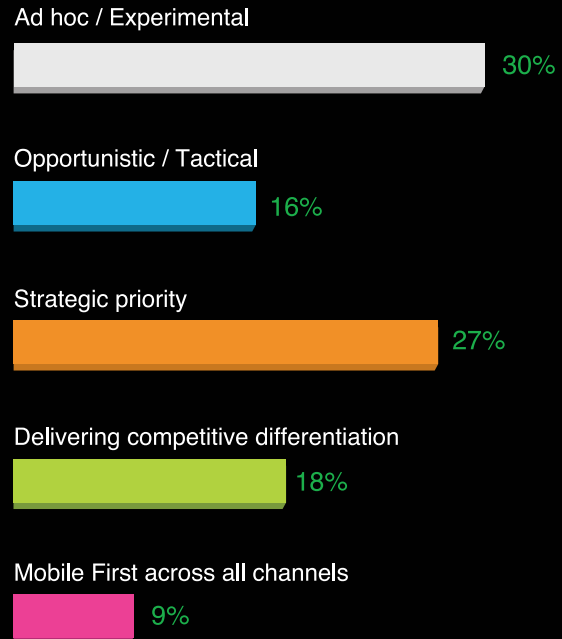 Ad hoc / Experimental
30%
Opportunistic / Tactical
16%
Strategic priority
27%
Delivering competitive differentiation
18%
Mobile First across all channels
9%